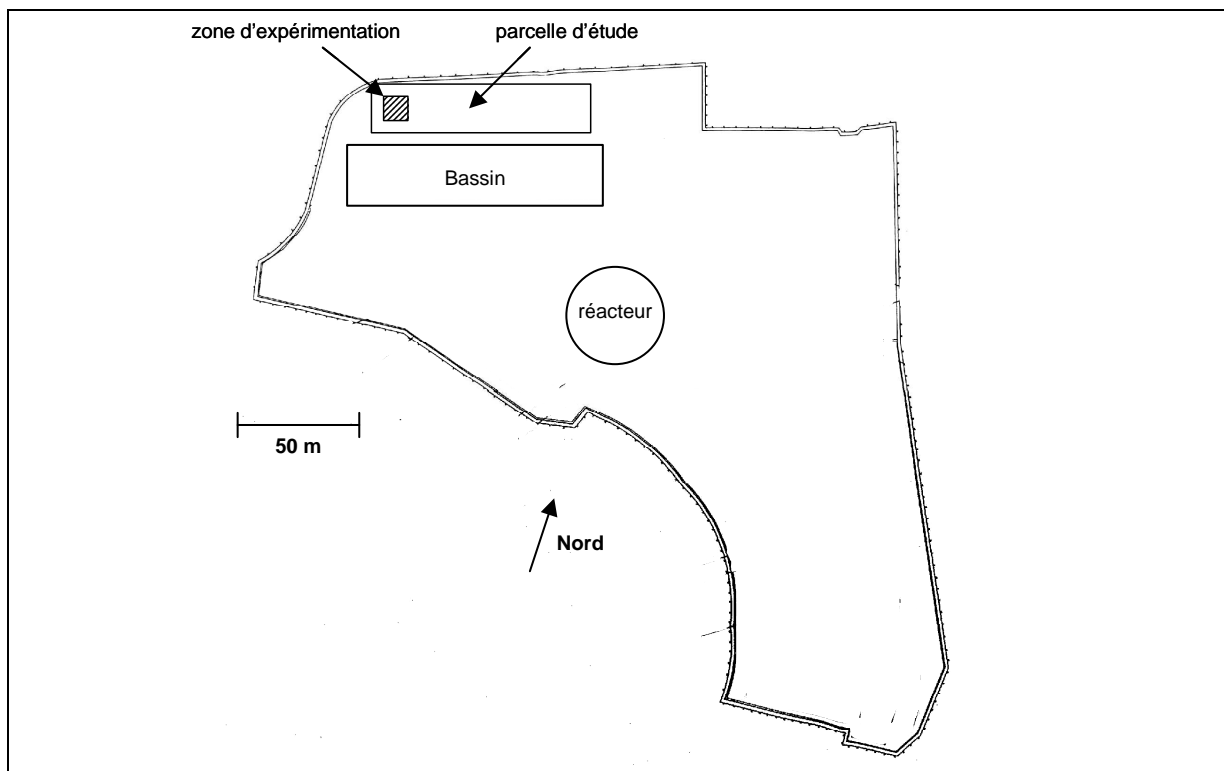 zone d'expérimentation
parcelle d'étude
Bassin
réacteur
50 m
Nord